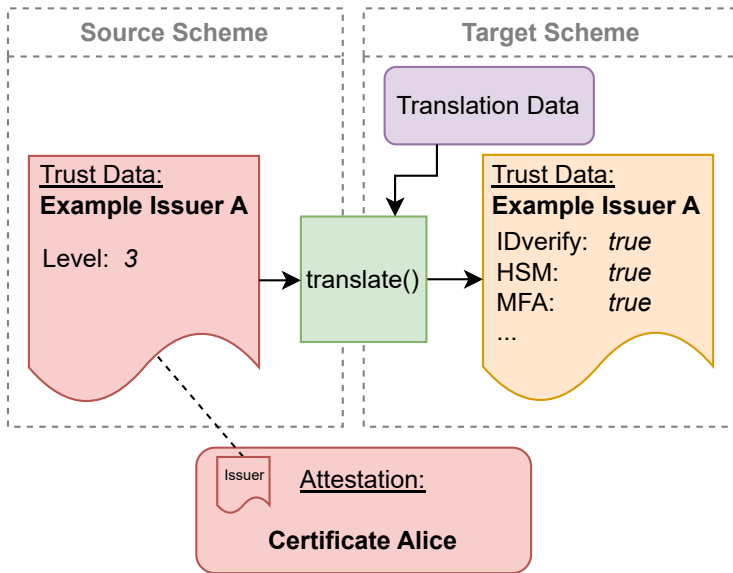 Source Scheme
Target Scheme
Translation Data
Trust Data:
Example Issuer A
Level: 3
translate()
Trust Data:
Example Issuer A
IDverify: true
HSM: true
MFA: true
...
Issuer
Attestation:
Certificate Alice